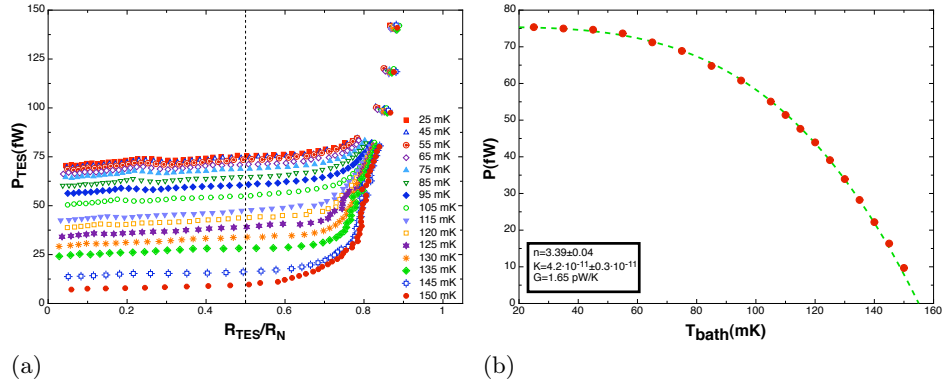 150
125
100
75
50
25
0
P_TES(fW)
0 0.2 0.4 0.6 0.8 1
R_TES/R_N
25 mK
45 mK
55 mK
65 mK
75 mK
85 mK
95 mK
105 mK
115 mK
120 mK
125 mK
130 mK
135 mK
145 mK
150 mK
(a)
80
70
60
50
40
30
20
10
0
P(fW)
n=3.39±0.04
K=4.2·10⁻¹¹±0.3·10⁻¹¹
G=1.65 pW/K
20 40 60 80 100 120 140 160
T_bath(mK)
(b)